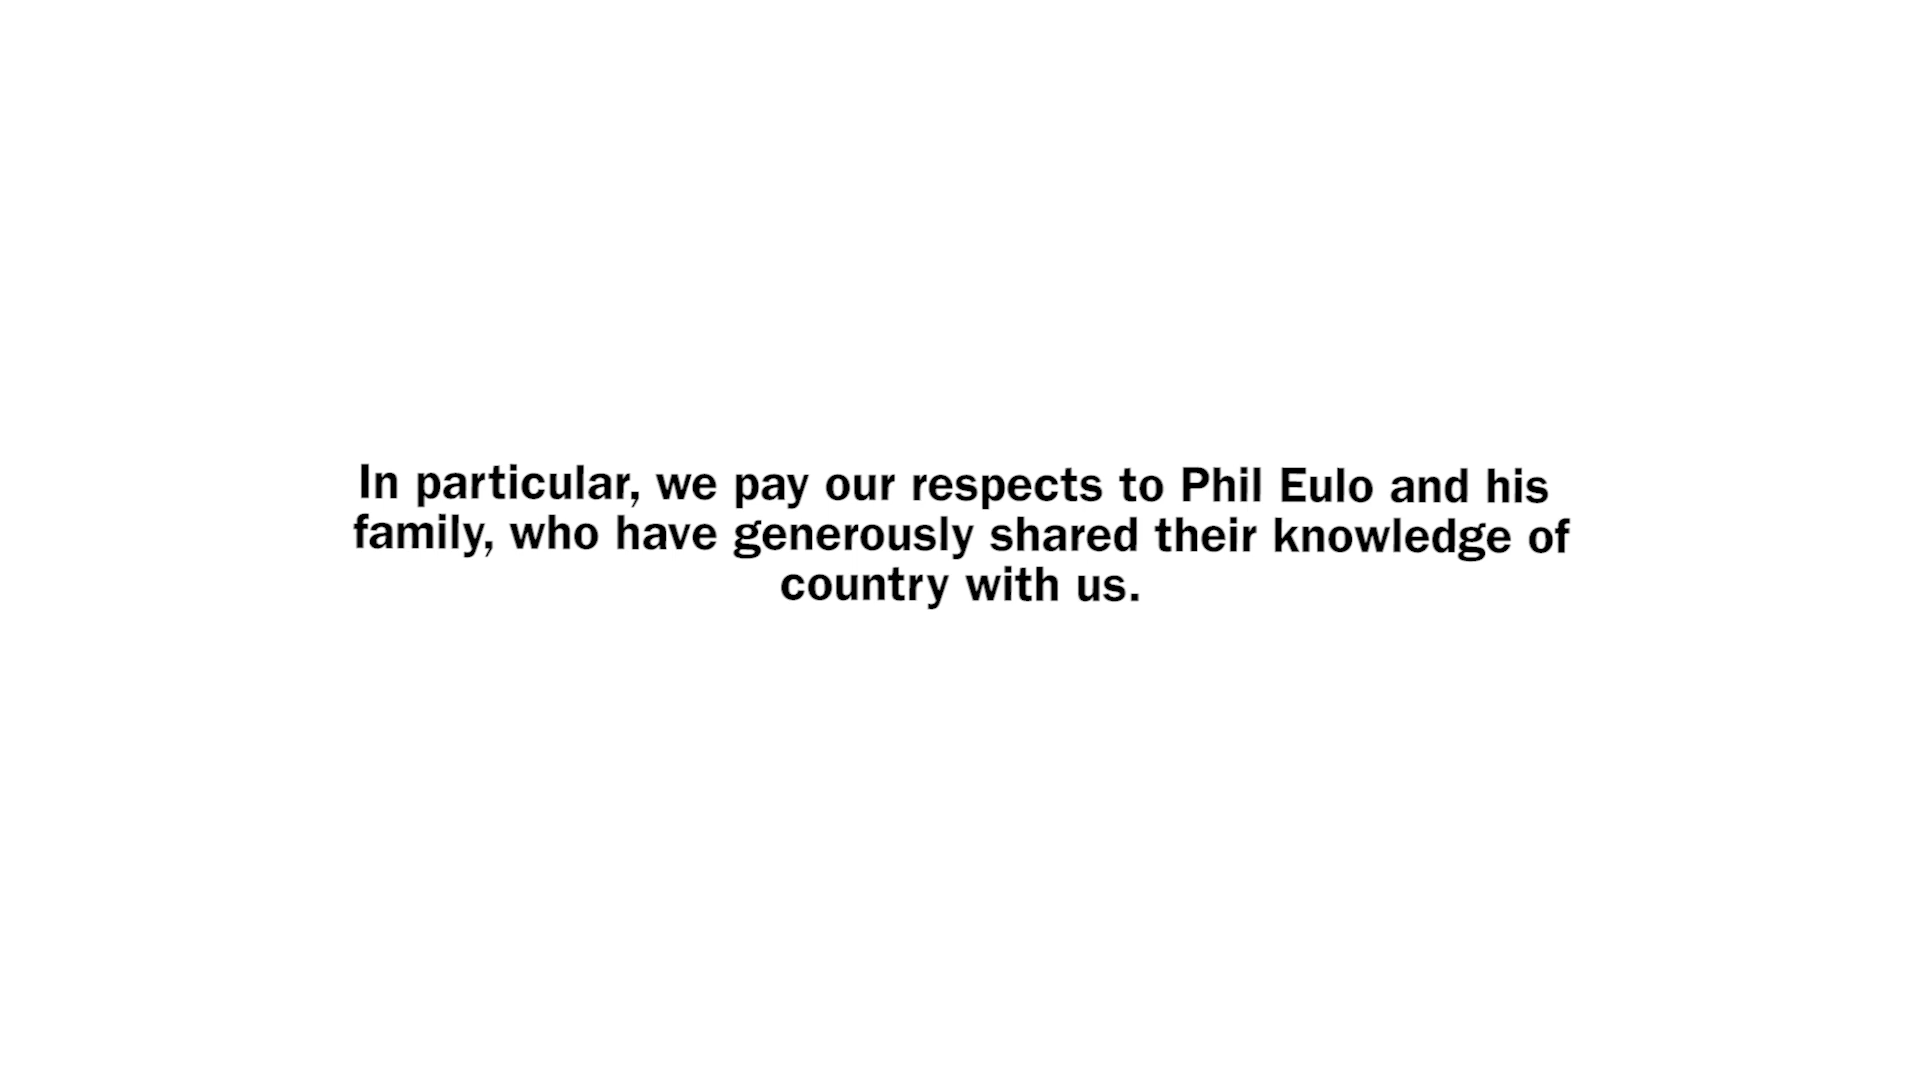 In particular, we pay our respects to Phil Eulo and his
family, who have generously shared their knowledge of
country with us.